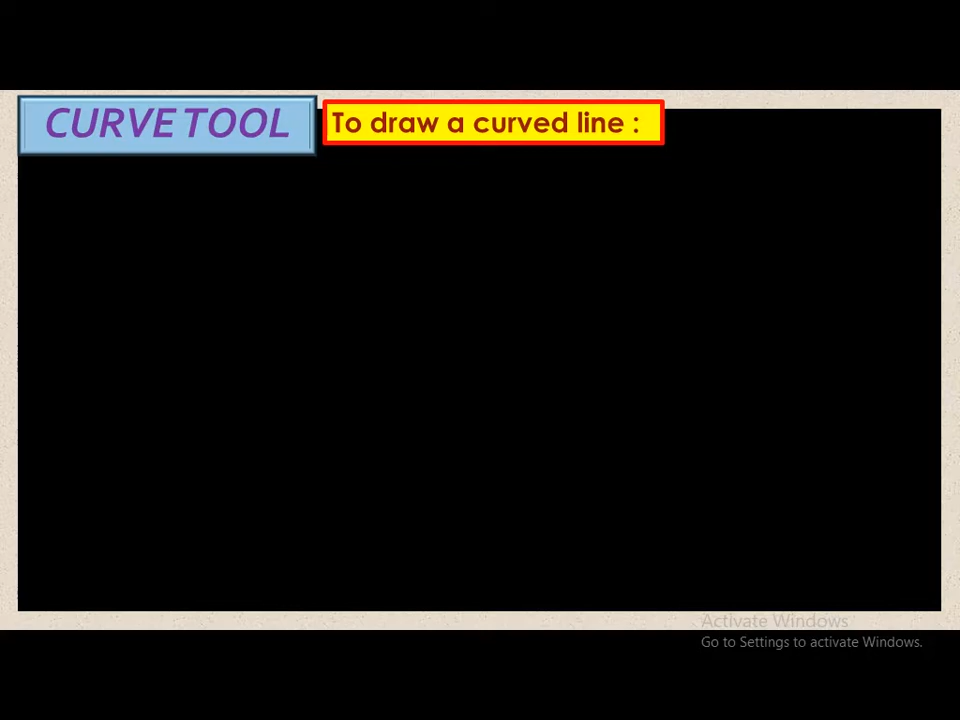 CURVE TOOL
To draw a curved line :
Activate Windows
Go to Settings to activate Windows.